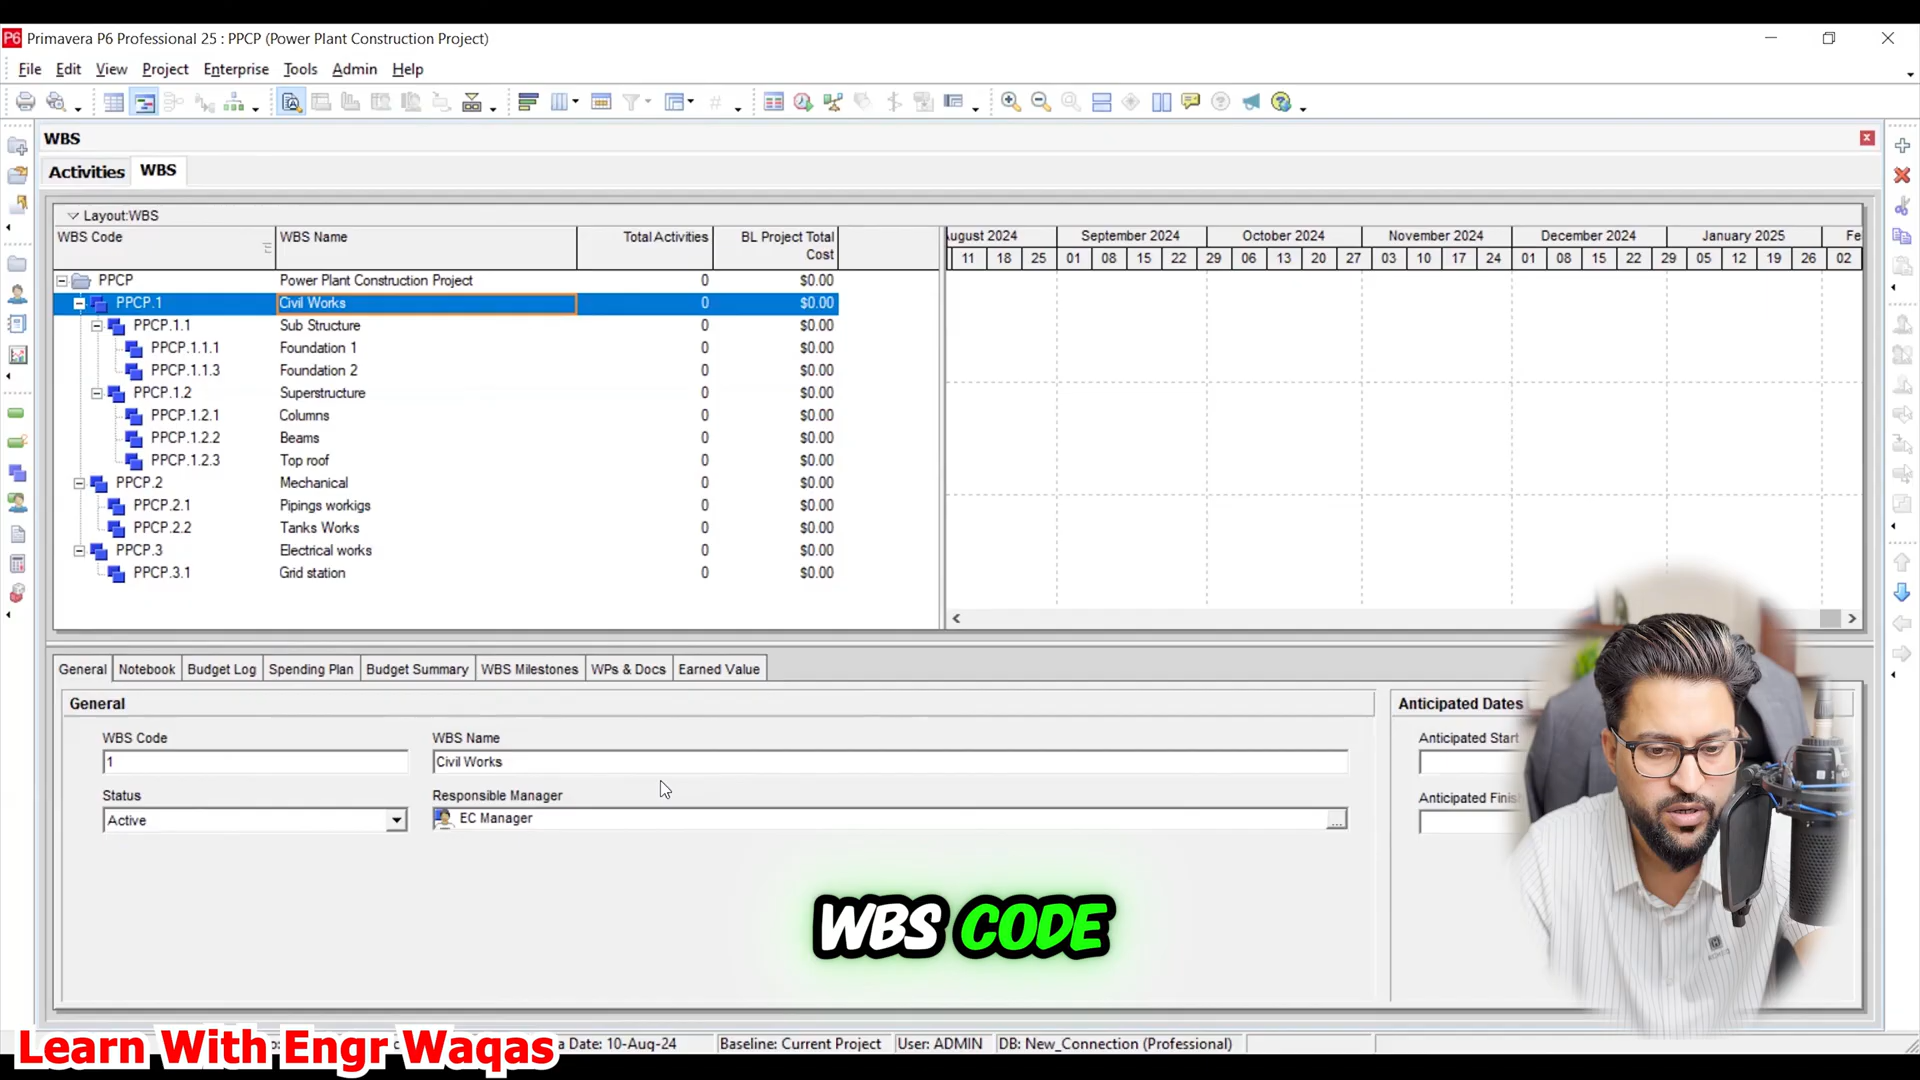 Primavera P6 Professional 25 : PPCP (Power Plant Construction Project)
File Edit View Project Enterprise Tools Admin Help
WBS
Activities WBS
Layout:WBS
WBS Code WBS Name Total Activities BL Project Total Cost
ugust 2024 September 2024 October 2024 November 2024 December 2024 January 2025 Fe
11 18 25 01 08 15 22 29 06 13 20 27 03 10 17 24 01 08 15 22 29 05 12 19 26 02
PPCP Power Plant Construction Project 0 $0.00
PPCP.1 Civil Works 0 $0.00
PPCP.1.1 Sub Structure 0 $0.00
PPCP.1.1.1 Foundation 1 0 $0.00
PPCP.1.1.3 Foundation 2 0 $0.00
PPCP.1.2 Superstructure 0 $0.00
PPCP.1.2.1 Columns 0 $0.00
PPCP.1.2.2 Beams 0 $0.00
PPCP.1.2.3 Top roof 0 $0.00
PPCP.2 Mechanical 0 $0.00
PPCP.2.1 Pipings workigs 0 $0.00
PPCP.2.2 Tanks Works 0 $0.00
PPCP.3 Electrical works 0 $0.00
PPCP.3.1 Grid station 0 $0.00
General Notebook Budget Log Spending Plan Budget Summary WBS Milestones WPs & Docs Earned Value
General Anticipated Dates
WBS Code WBS Name Anticipated Start
1 Civil Works
Status Responsible Manager Anticipated Finis
Active EC Manager ...
WBS CODE
Learn With Engr Waqas
a Date: 10-Aug-24 Baseline: Current Project User: ADMIN DB: New_Connection (Professional)